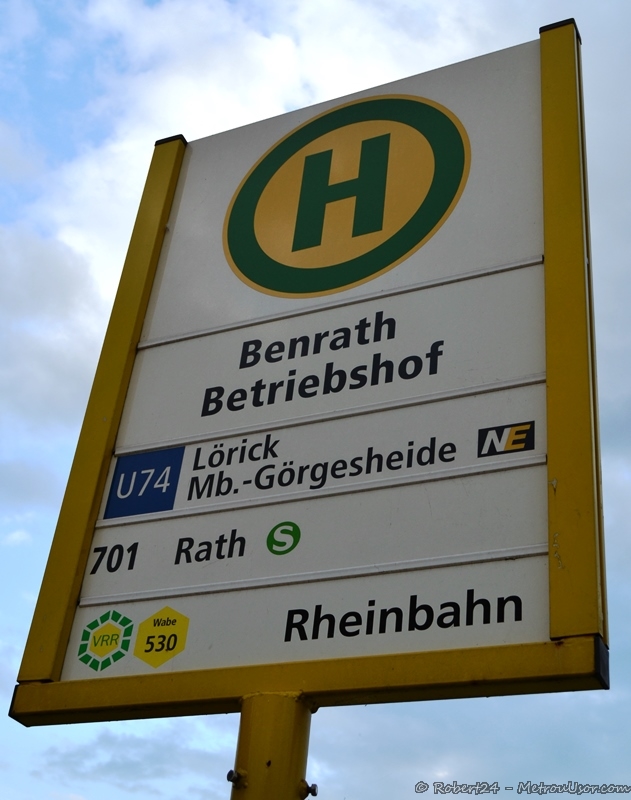 H
Benrath
Betriebshof
U74 Lörick NE
Mb.-Görgesheide
701 Rath S
VRR Wabe 530 Rheinbahn
© Robert24 - MetrouUsor.com